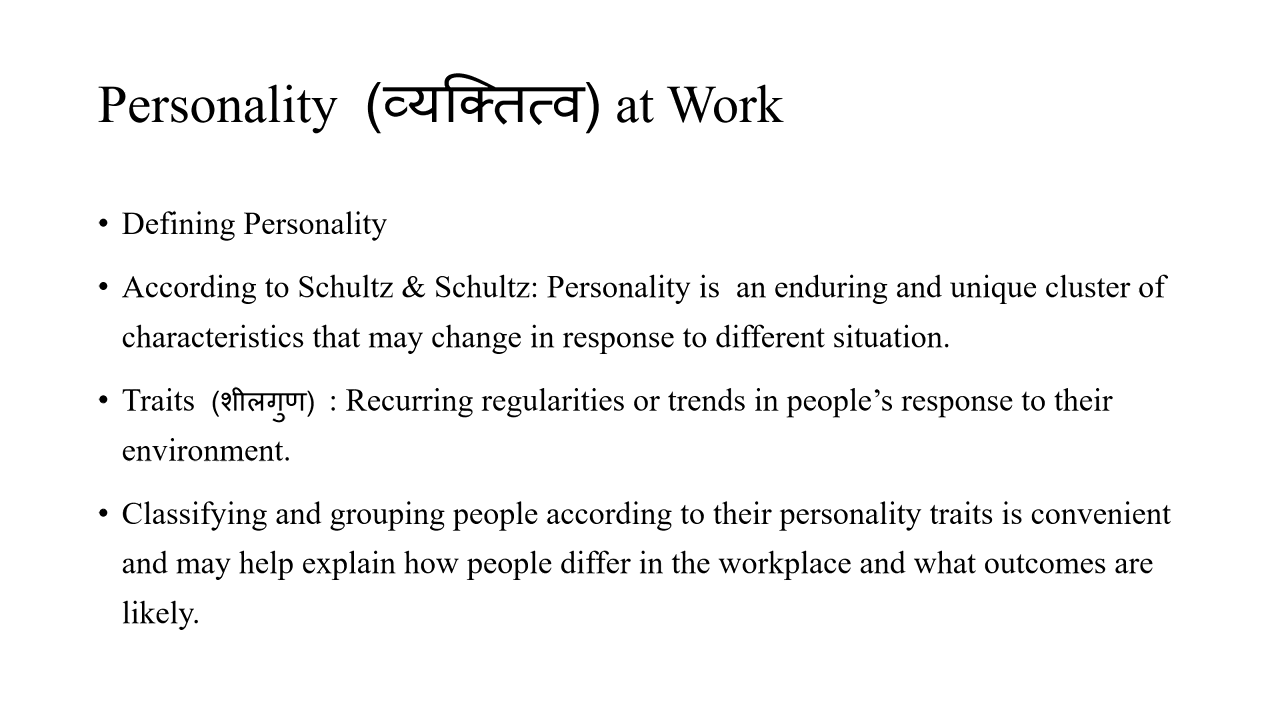 Personality  (व्यक्तित्व) at Work
• Defining Personality
• According to Schultz & Schultz: Personality is  an enduring and unique cluster of
characteristics that may change in response to different situation.
• Traits  (शीलगुण)  : Recurring regularities or trends in people’s response to their
environment.
• Classifying and grouping people according to their personality traits is convenient
and may help explain how people differ in the workplace and what outcomes are
likely.